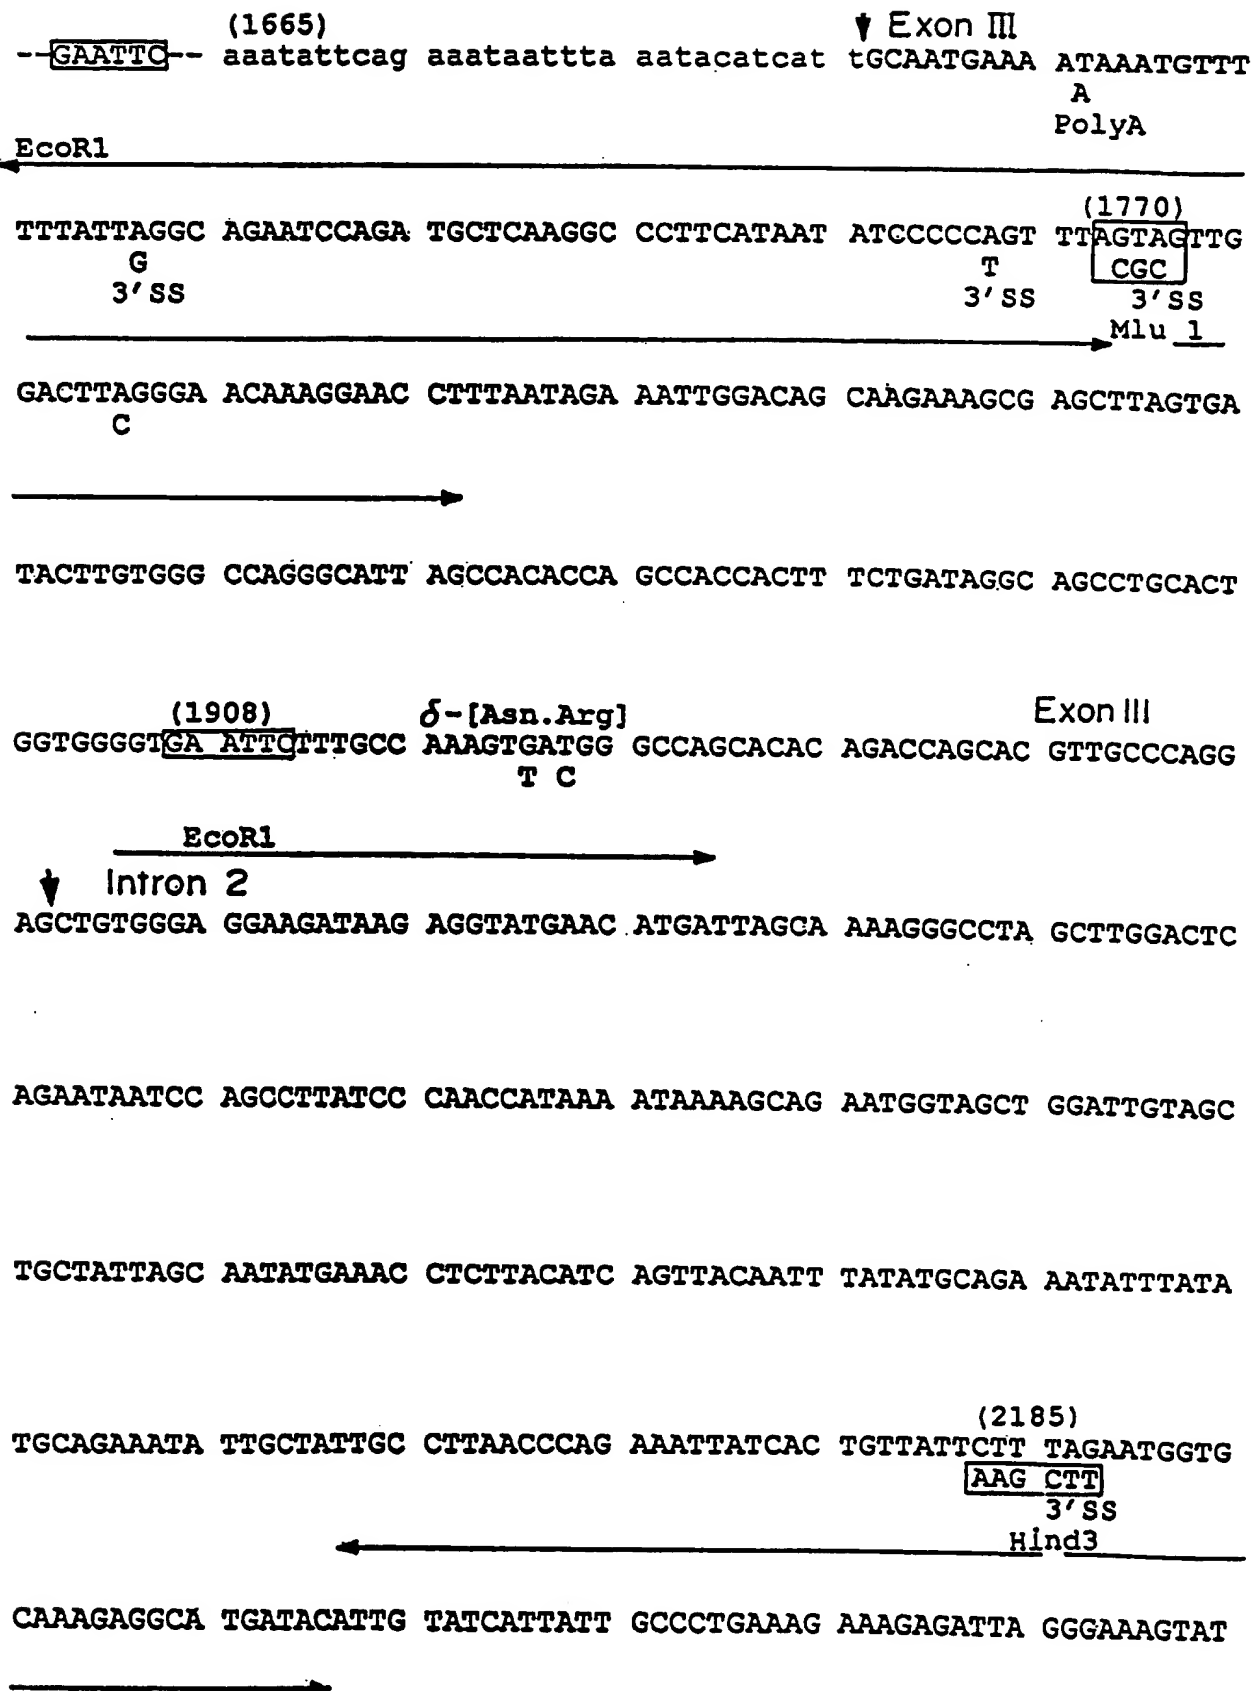 (1665) Exon III
--GAATTC-- aaatattcag aaataattta aatacatcat tGCAATGAAA ATAAATGTTT
A
PolyA
EcoR1
(1770)
TTTATTAGGC AGAATCCAGA TGCTCAAGGC CCTTCATAAT ATCCCCCAGT TTAGTAGTTG
G T CGC
3'SS 3'SS 3'SS
Mlu 1
GACTTAGGGA ACAAAGGAAC CTTTAATAGA AATTGGACAG CAAGAAAGCG AGCTTAGTGA
C
TACTTGTGGG CCAGGGCATT AGCCACACCA GCCACCACTT TCTGATAGGC AGCCTGCACT
(1908) δ-[Asn.Arg] Exon III
GGTGGGGTGA ATTCTTTGCC AAAGTGATGG GCCAGCACAC AGACCAGCAC GTTGCCCAGG
T C
EcoR1
Intron 2
AGCTGTGGGA GGAAGATAAG AGGTATGAAC ATGATTAGCA AAAGGGCCTA GCTTGGACTC
AGAATAATCC AGCCTTATCC CAACCATAAA ATAAAAGCAG AATGGTAGCT GGATTGTAGC
TGCTATTAGC AATATGAAAC CTCTTACATC AGTTACAATT TATATGCAGA AATATTTATA
(2185)
TGCAGAAATA TTGCTATTGC CTTAACCCAG AAATTATCAC TGTTATTCTT TAGAATGGTG
AAG CTT
3'SS
Hind3
CAAAGAGGCA TGATACATTG TATCATTATT GCCCTGAAAG AAAGAGATTA GGGAAAGTAT